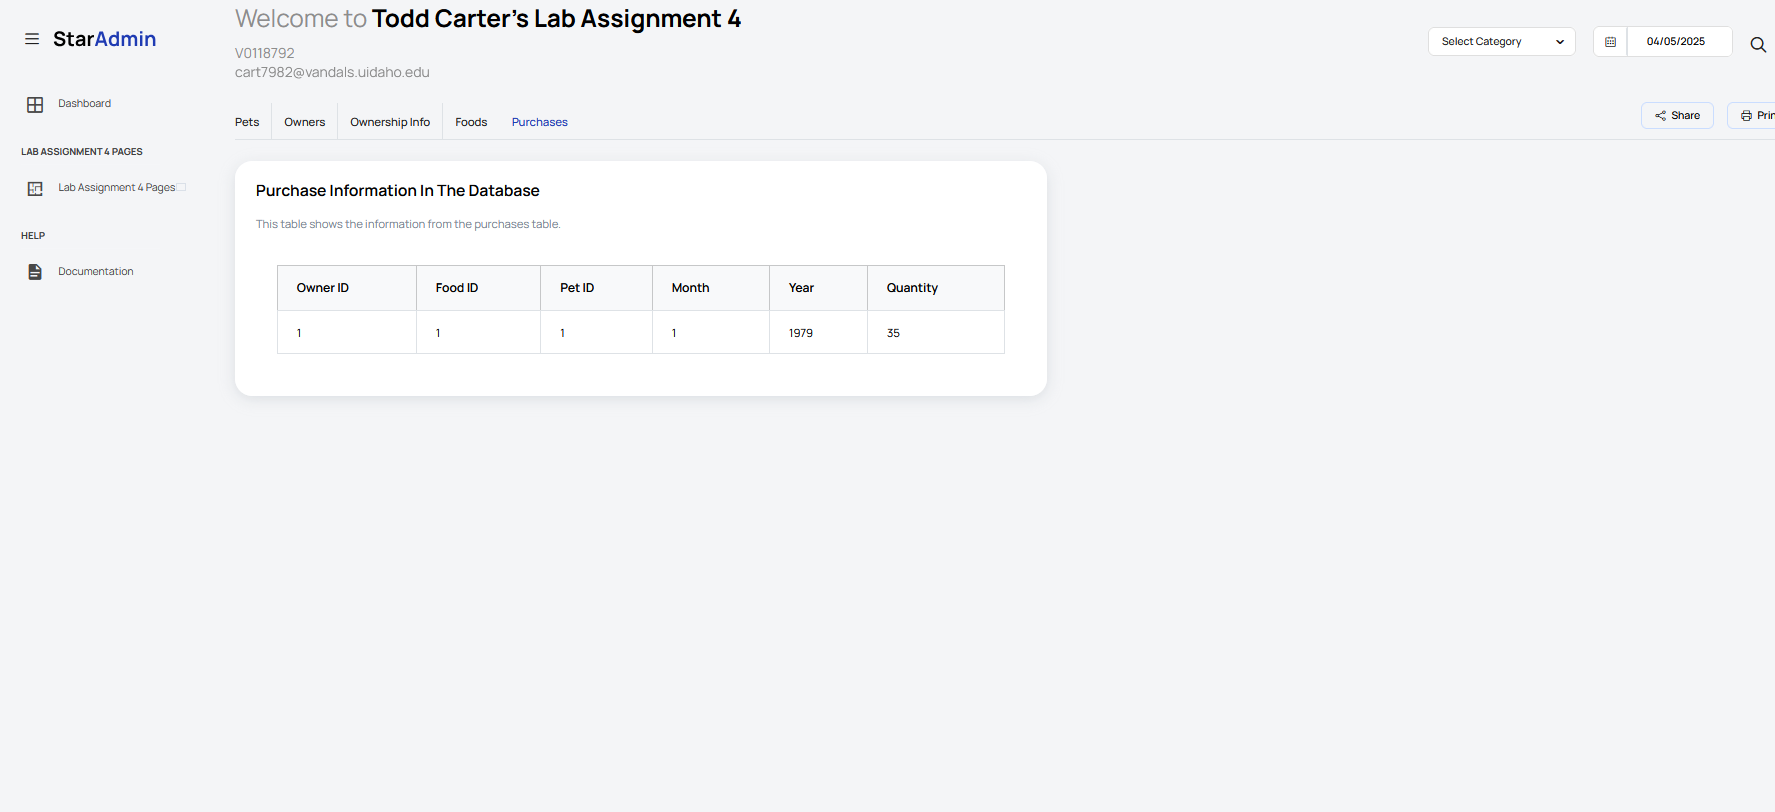 Welcome to Todd Carter's Lab Assignment 4
StarAdmin
V0118792
cart7982@vandals.uidaho.edu
Select Category
04/05/2025
Dashboard
LAB ASSIGNMENT 4 PAGES
Lab Assignment 4 Pages
HELP
Documentation
Pets
Owners
Ownership Info
Foods
Purchases
Share
Prin
Purchase Information In The Database
This table shows the information from the purchases table.
Owner ID Food ID Pet ID Month Year Quantity
1 1 1 1 1979 35